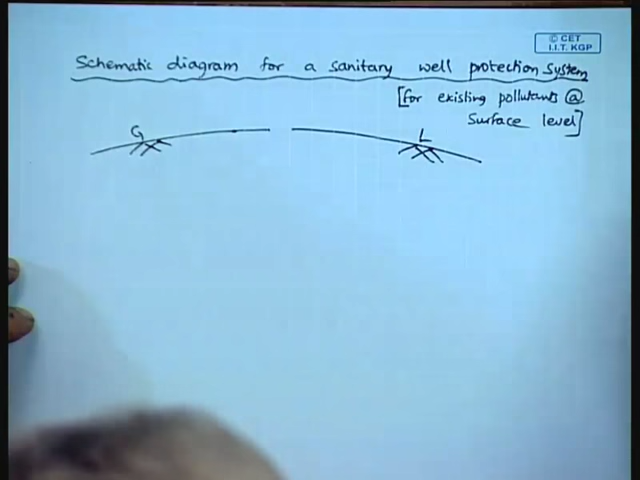 © CET
I.I.T. KGP
Schematic diagram for a sanitary well protection system
[for existing pollutants @
Surface level]
G L